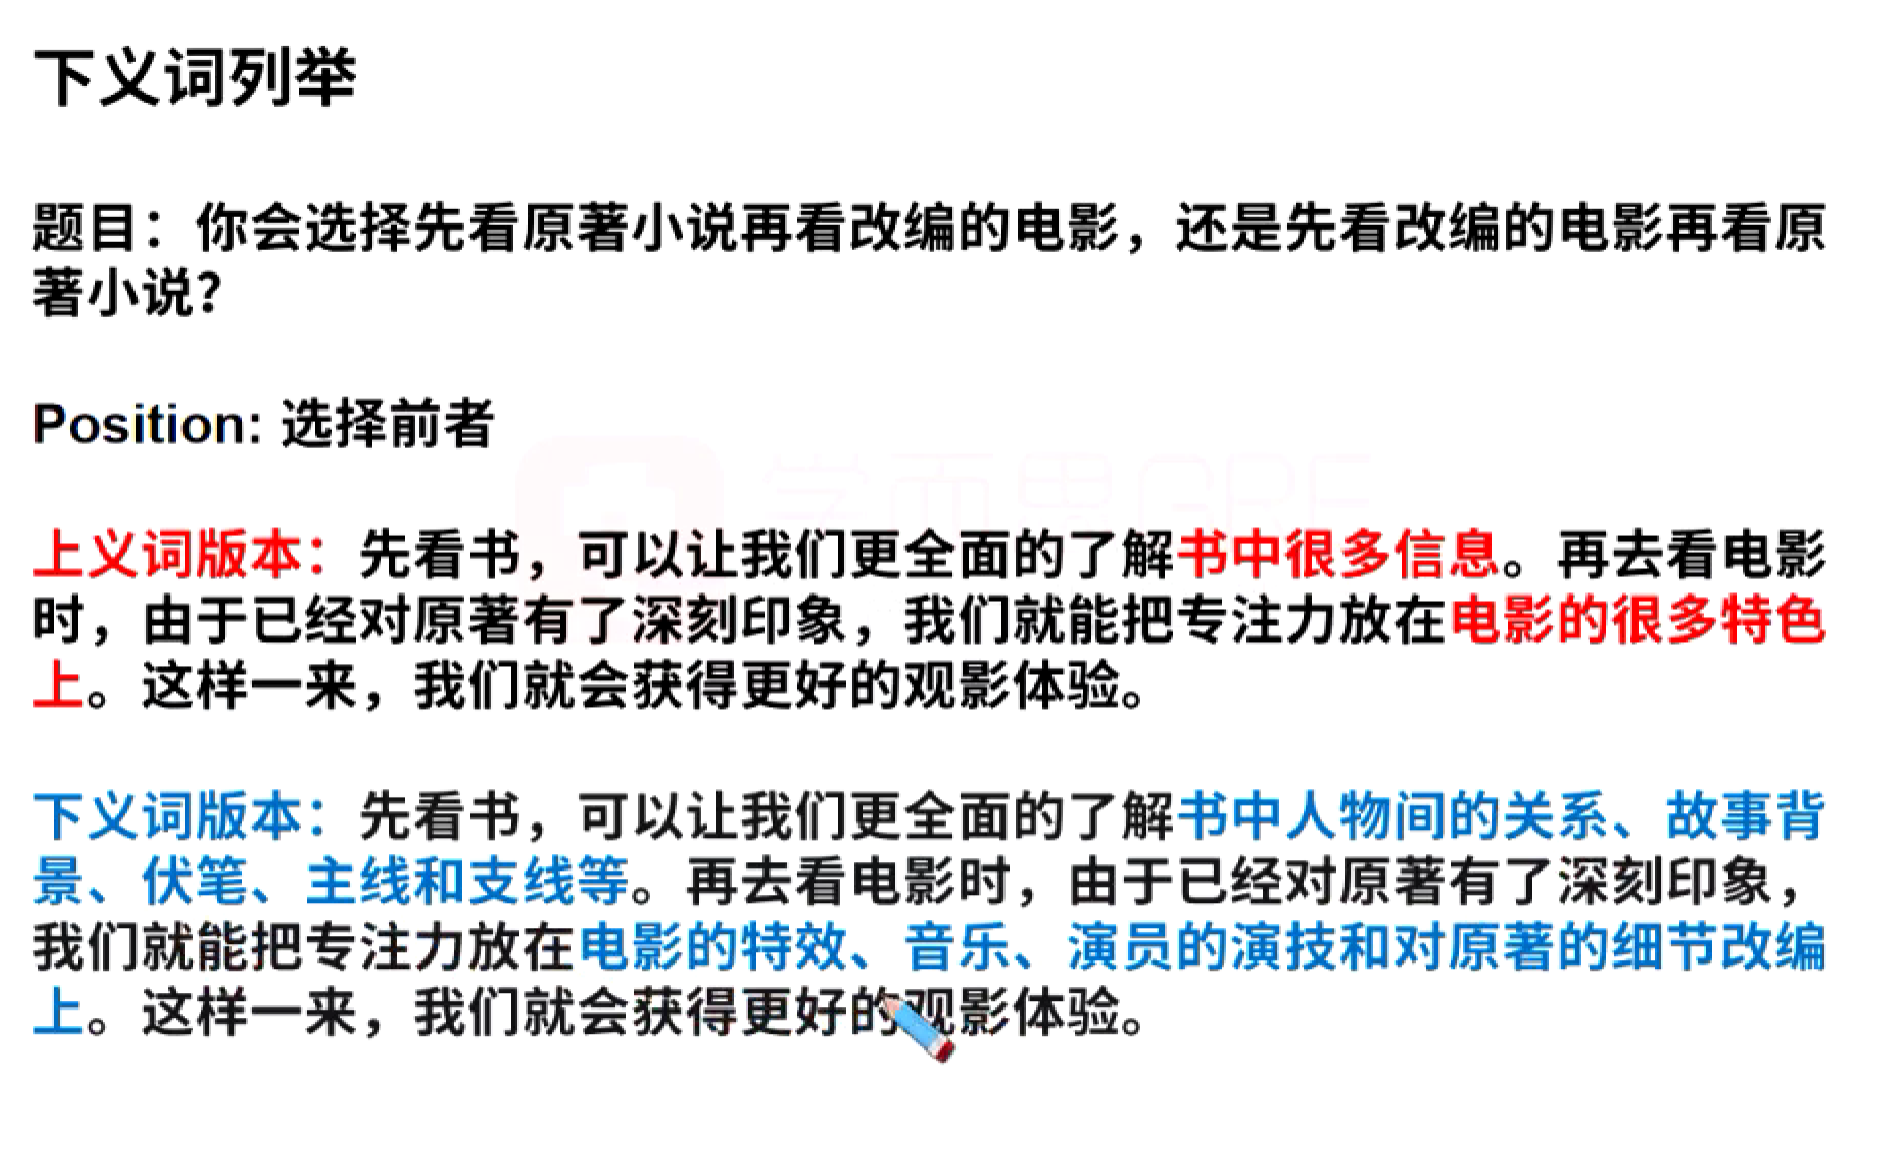 下义词列举
题目：你会选择先看原著小说再看改编的电影，还是先看改编的电影再看原
著小说？
Position: 选择前者
学而思GRE
上义词版本：先看书，可以让我们更全面的了解书中很多信息。再去看电影
时，由于已经对原著有了深刻印象，我们就能把专注力放在电影的很多特色
上。这样一来，我们就会获得更好的观影体验。
下义词版本：先看书，可以让我们更全面的了解书中人物间的关系、故事背
景、伏笔、主线和支线等。再去看电影时，由于已经对原著有了深刻印象，
我们就能把专注力放在电影的特效、音乐、演员的演技和对原著的细节改编
上。这样一来，我们就会获得更好的观影体验。